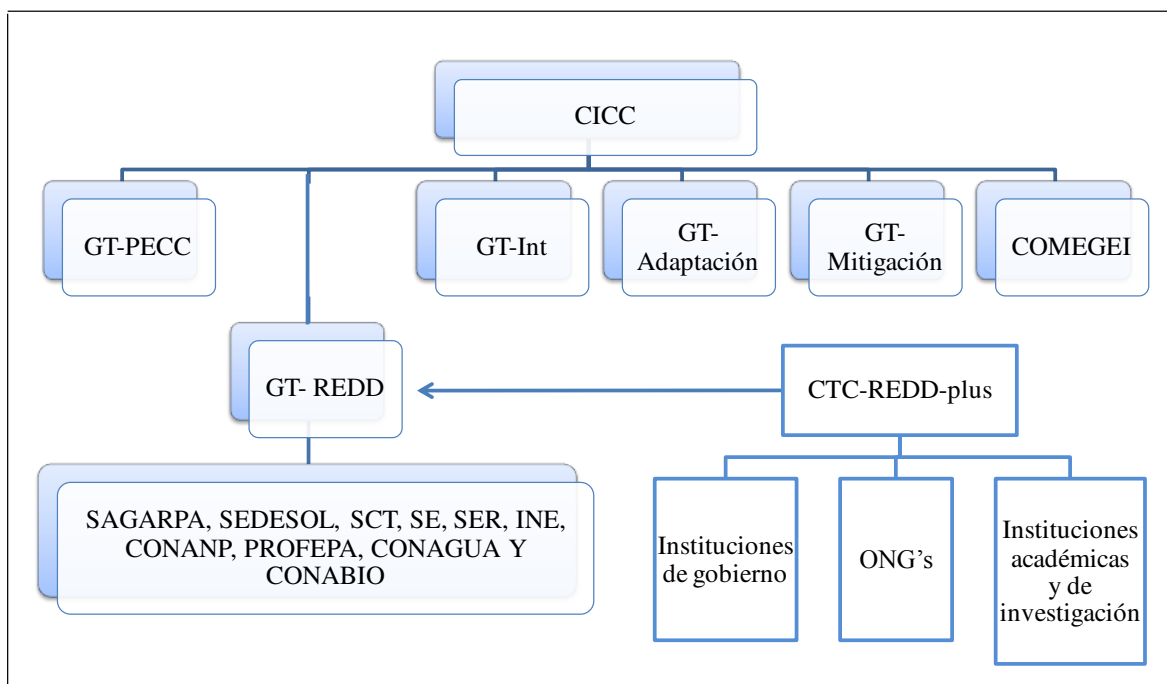 CICC
GT-PECC
GT-Int
GT-
Adaptación
GT-
Mitigación
COMEGEI
GT- REDD
CTC-REDD-plus
SAGARPA, SEDESOL, SCT, SE, SER, INE,
CONANP, PROFEPA, CONAGUA Y
CONABIO
Instituciones
de gobierno
ONG’s
Instituciones
académicas
y de
investigación